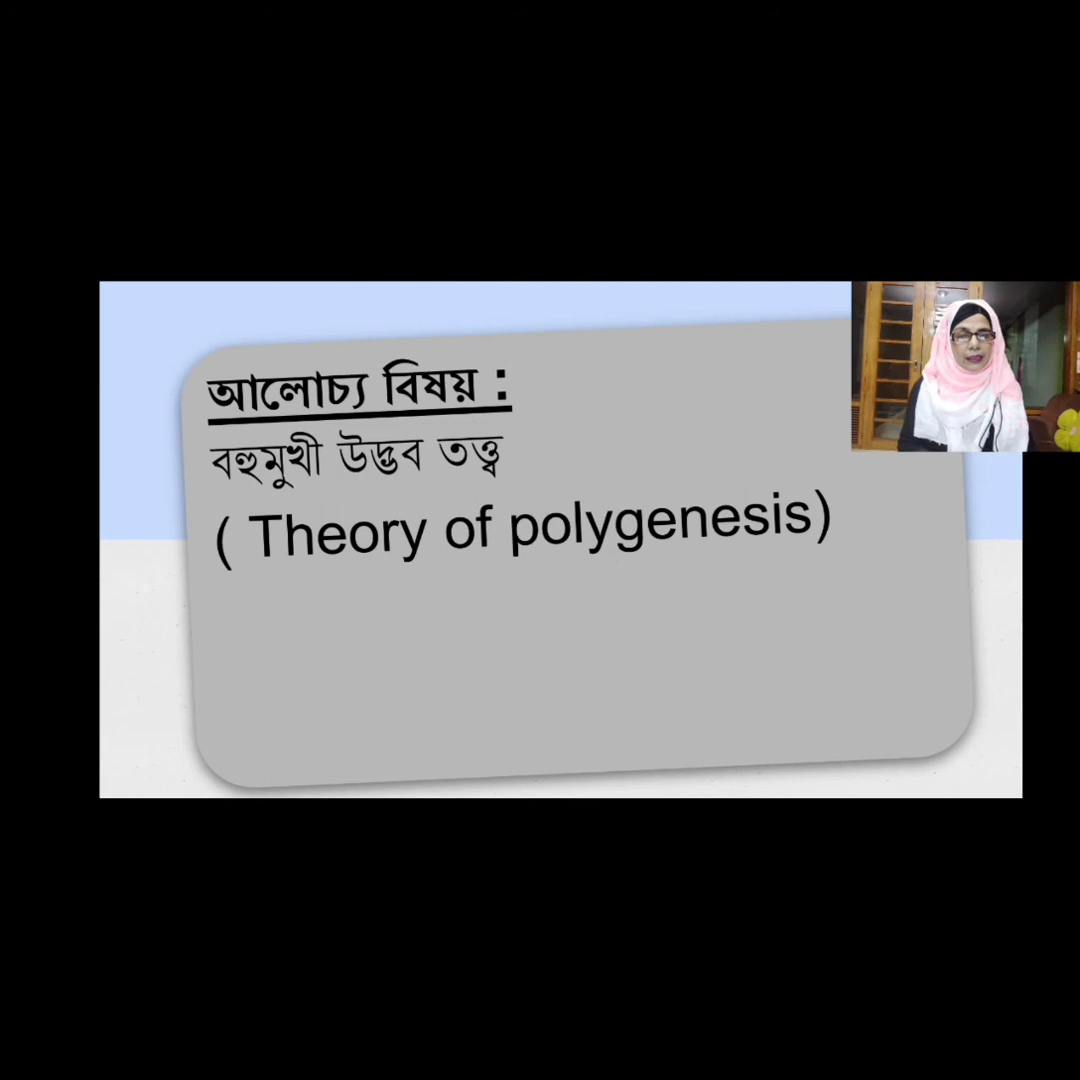 আলোচ্য বিষয় :
বহুমুখী উদ্ভব তত্ত্ব
( Theory of polygenesis)